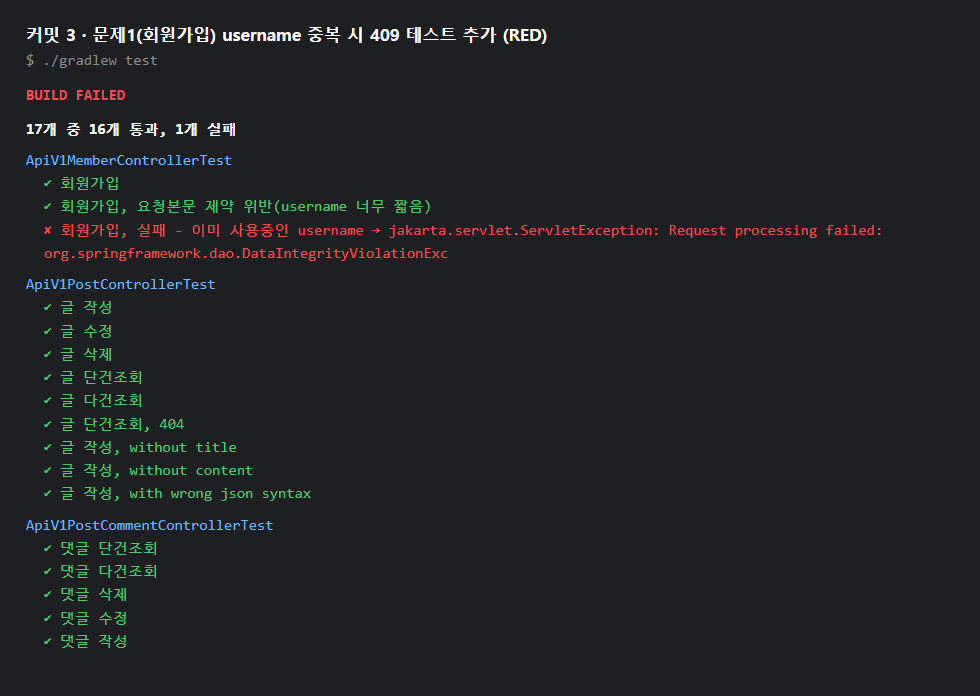 커밋 3 · 문제1(회원가입) username 중복 시 409 테스트 추가 (RED)
$ ./gradlew test
BUILD FAILED
17개 중 16개 통과, 1개 실패
ApiV1MemberControllerTest
✔ 회원가입
✔ 회원가입, 요청본문 제약 위반(username 너무 짧음)
✘ 회원가입, 실패 - 이미 사용중인 username → jakarta.servlet.ServletException: Request processing failed:
org.springframework.dao.DataIntegrityViolationExc
ApiV1PostControllerTest
✔ 글 작성
✔ 글 수정
✔ 글 삭제
✔ 글 단건조회
✔ 글 다건조회
✔ 글 단건조회, 404
✔ 글 작성, without title
✔ 글 작성, without content
✔ 글 작성, with wrong json syntax
ApiV1PostCommentControllerTest
✔ 댓글 단건조회
✔ 댓글 다건조회
✔ 댓글 삭제
✔ 댓글 수정
✔ 댓글 작성